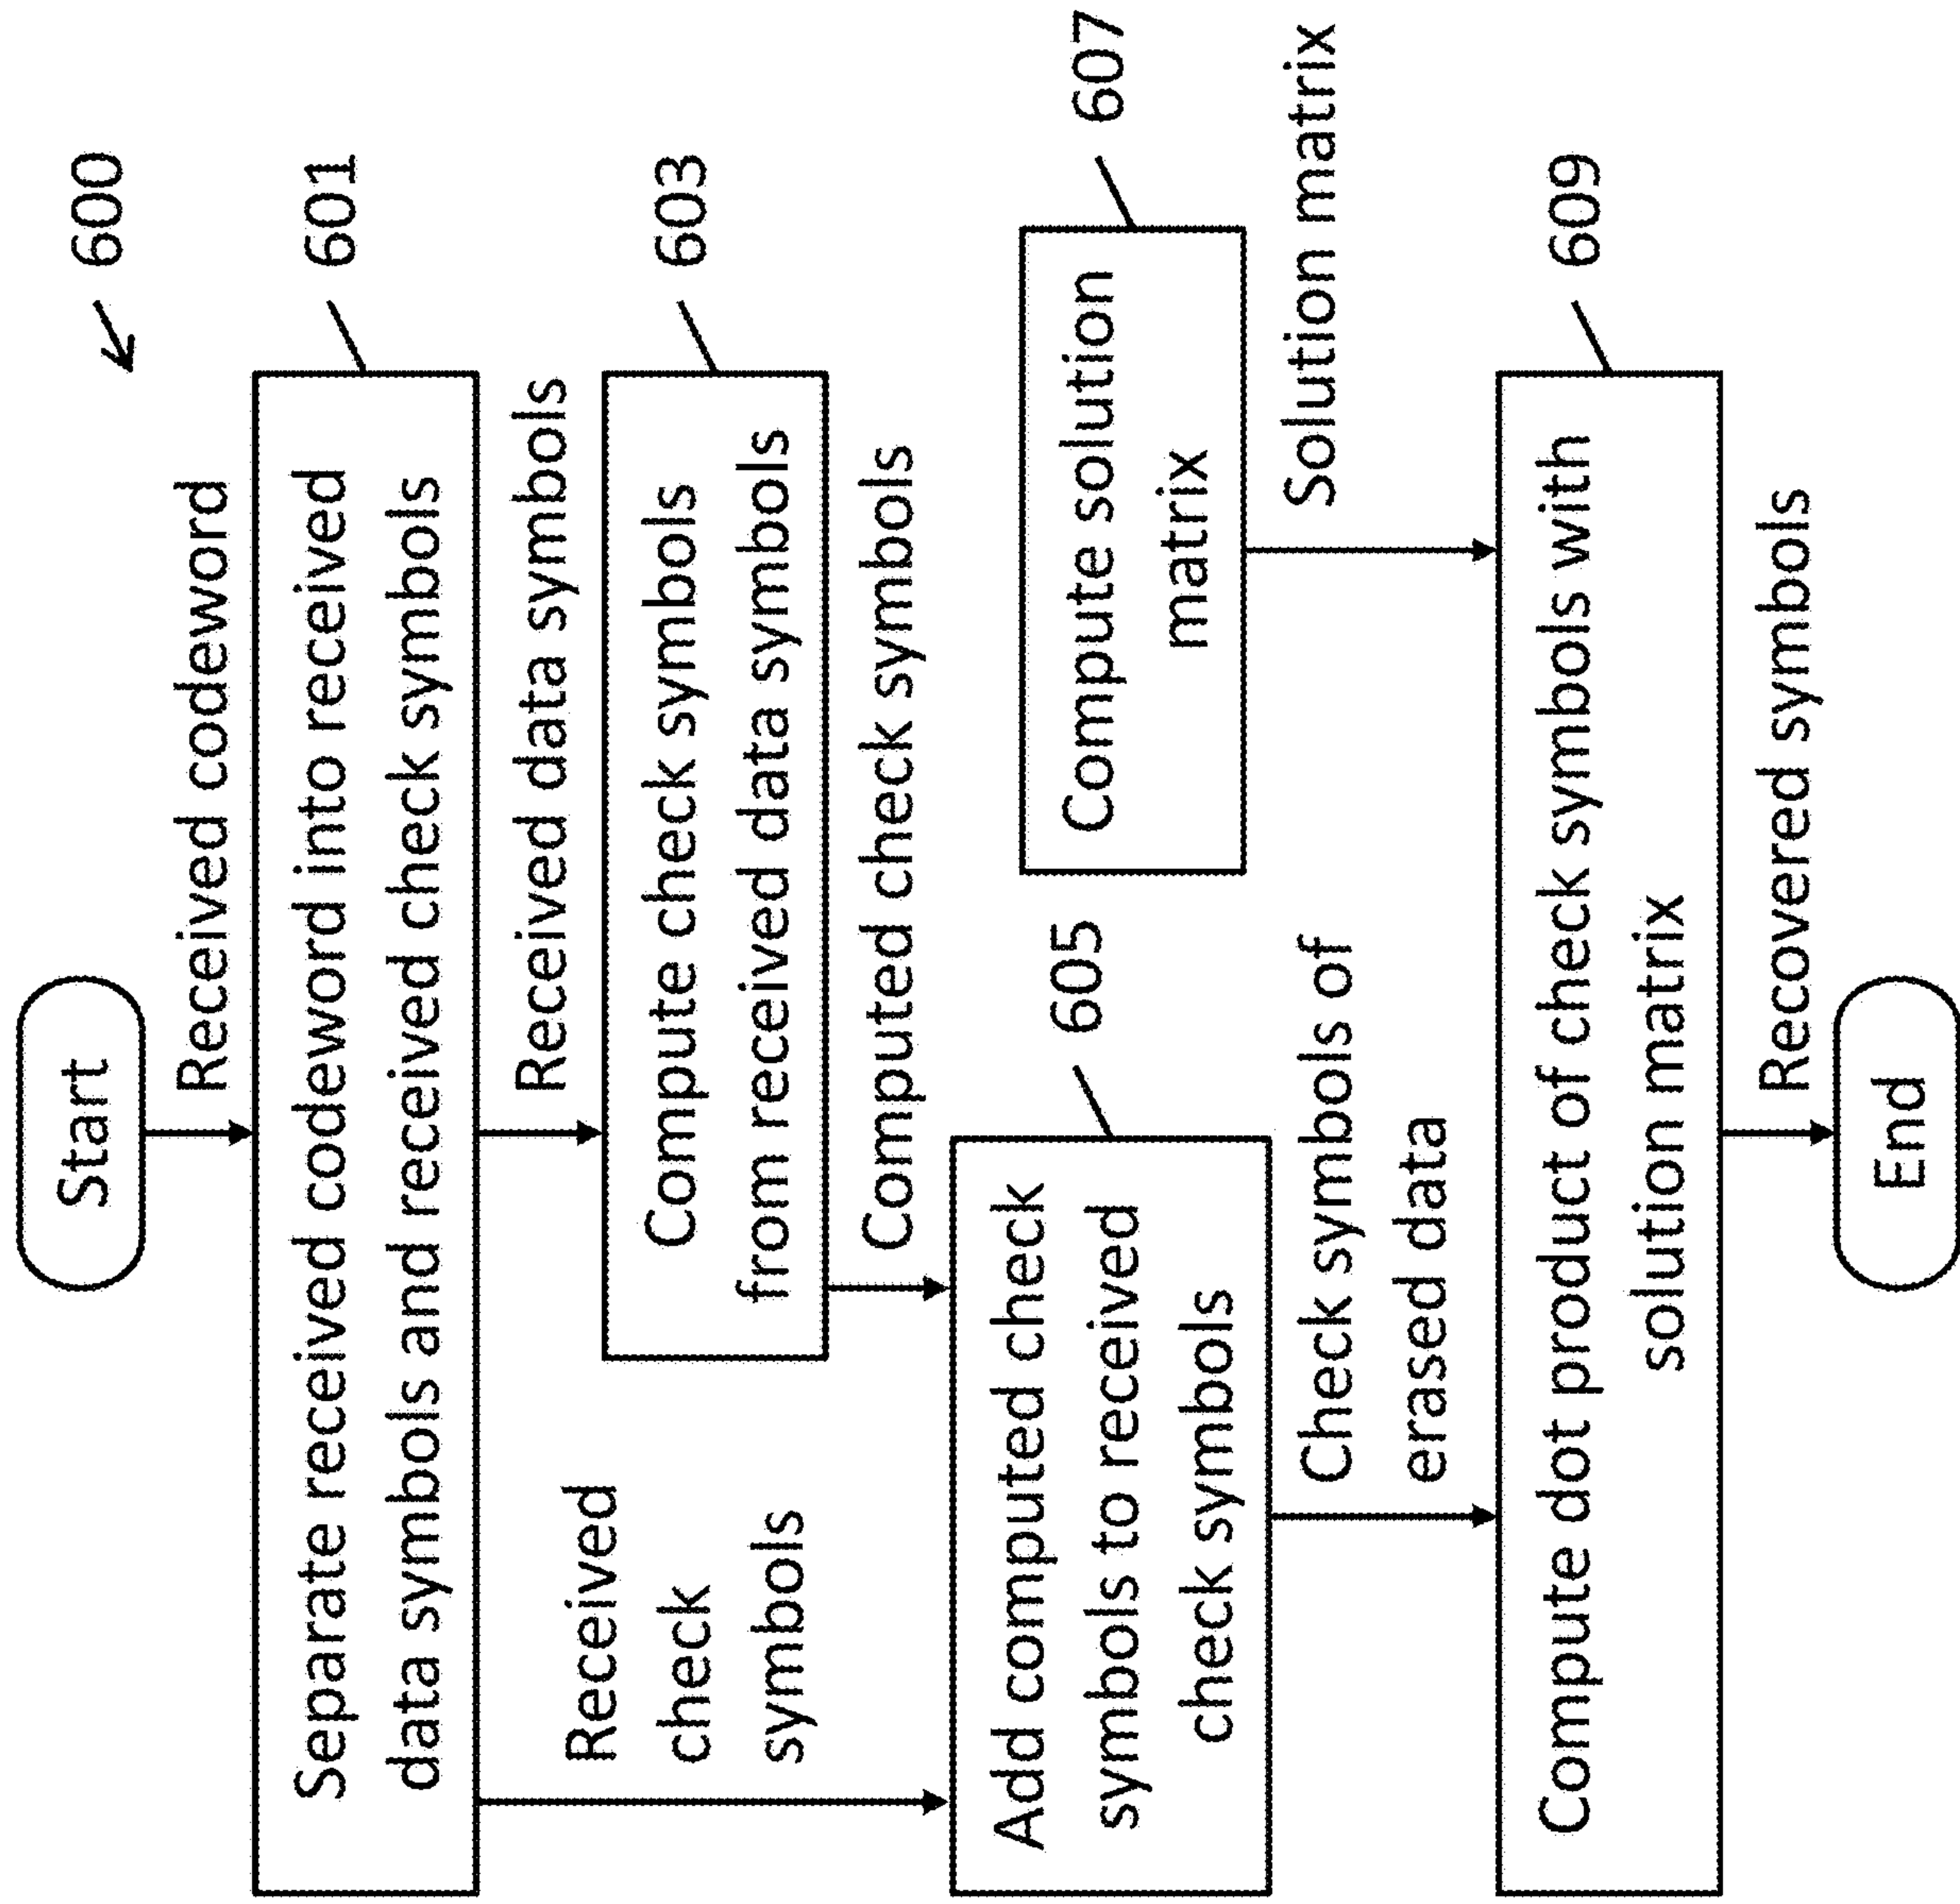 600
Start
Received codeword
601
Separate received codeword into received
data symbols and received check symbols
Received data symbols
603
Compute check symbols
from received data symbols
Received
check
symbols
Computed check symbols
605
Add computed check
symbols to received
check symbols
607
Compute solution
matrix
Check symbols of
erased data
Solution matrix
609
Compute dot product of check symbols with
solution matrix
Recovered symbols
End